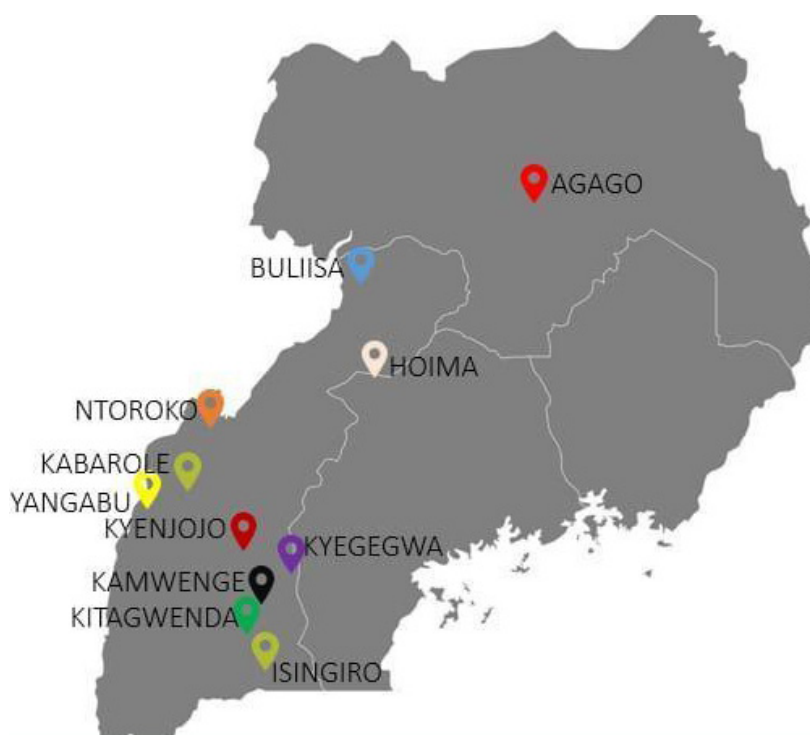 AGAGO
BULIISA
HOIMA
NTOROKO
KABAROLE
YANGABU
KYENJOJO
KYEGEGWA
KAMWENGE
KITAGWENDA
ISINGIRO